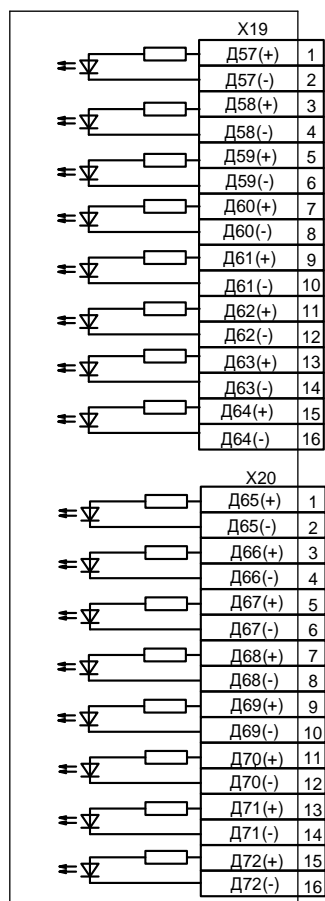 X19
Д57(+) 1
Д57(-) 2
Д58(+) 3
Д58(-) 4
Д59(+) 5
Д59(-) 6
Д60(+) 7
Д60(-) 8
Д61(+) 9
Д61(-) 10
Д62(+) 11
Д62(-) 12
Д63(+) 13
Д63(-) 14
Д64(+) 15
Д64(-) 16
X20
Д65(+) 1
Д65(-) 2
Д66(+) 3
Д66(-) 4
Д67(+) 5
Д67(-) 6
Д68(+) 7
Д68(-) 8
Д69(+) 9
Д69(-) 10
Д70(+) 11
Д70(-) 12
Д71(+) 13
Д71(-) 14
Д72(+) 15
Д72(-) 16